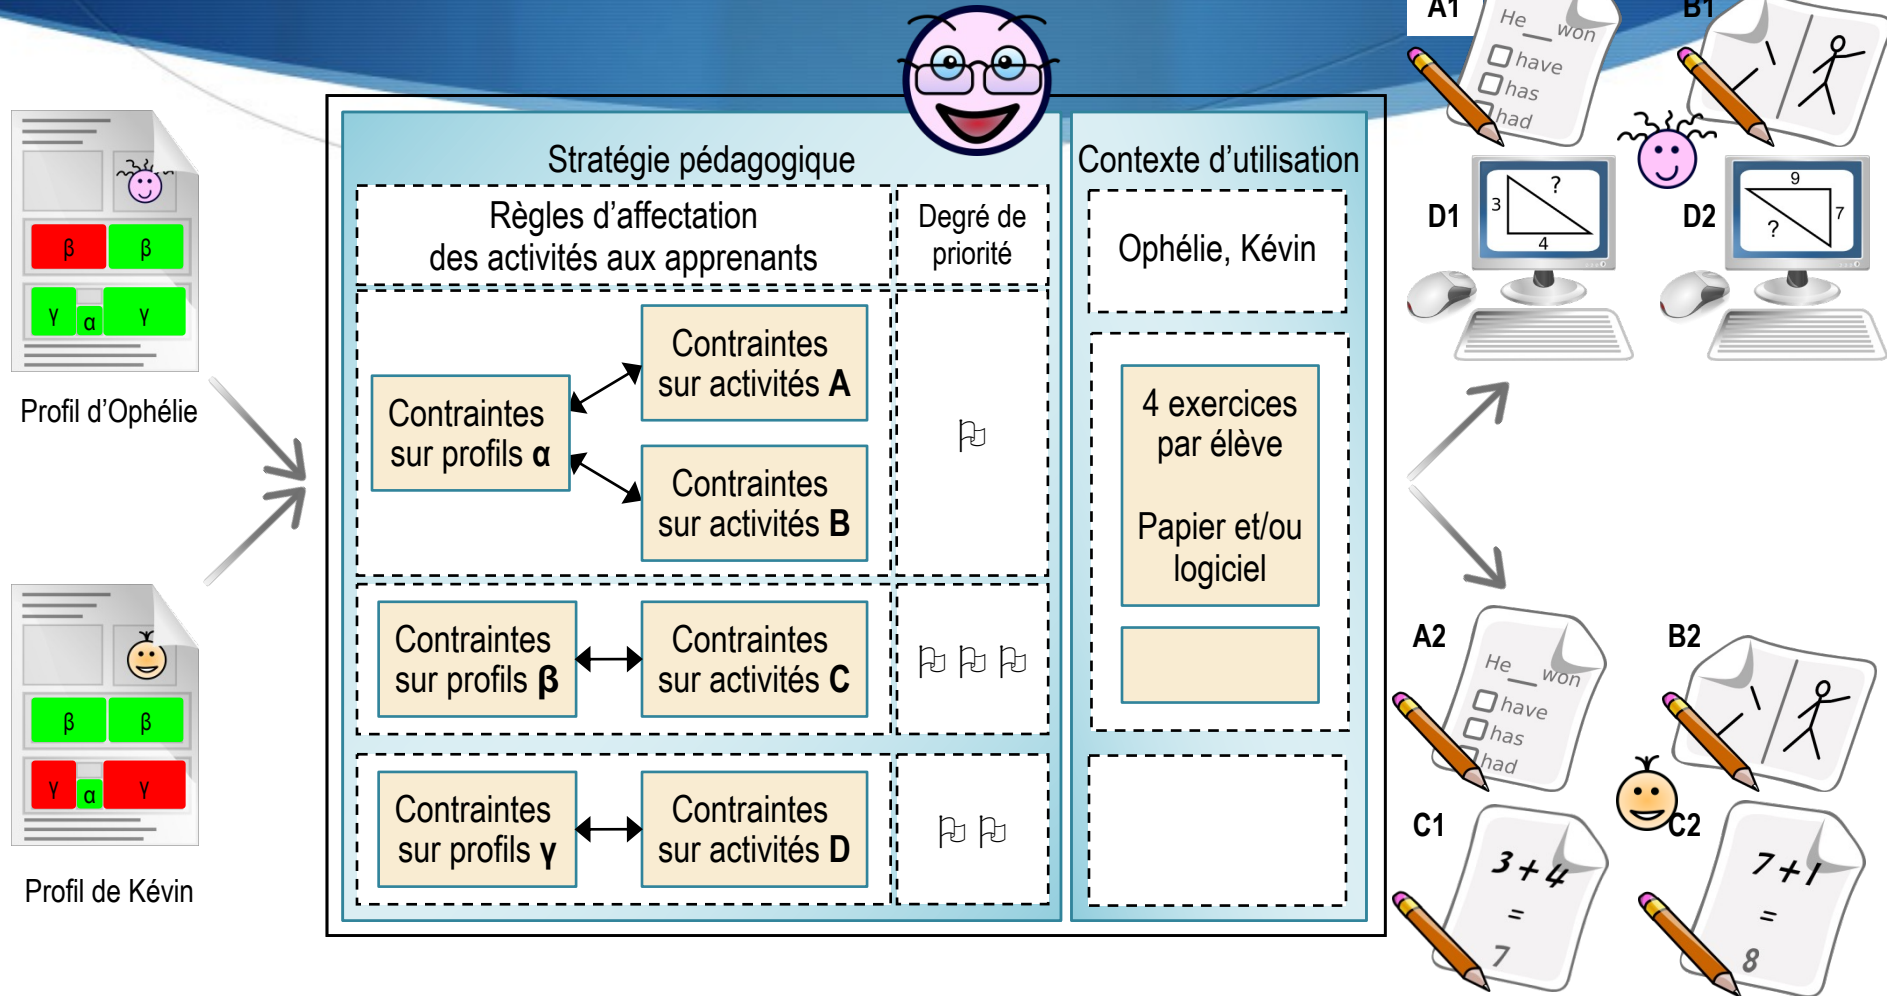 Profil d’Ophélie
β β
γ α γ
Profil de Kévin
β β
γ α γ
Stratégie pédagogique
Règles d’affectation
des activités aux apprenants
Degré de
priorité
Contraintes
sur profils α
Contraintes
sur activités A
Contraintes
sur activités B
Contraintes
sur profils β
Contraintes
sur activités C
Contraintes
sur profils γ
Contraintes
sur activités D
Contexte d’utilisation
Ophélie, Kévin
4 exercices
par élève
Papier et/ou
logiciel
A1
He __ won
have
has
had
B1
D1
3
?
4
D2
9
?
7
A2
He __ won
have
has
had
B2
C1
3+4
=
7
C2
7+1
=
8